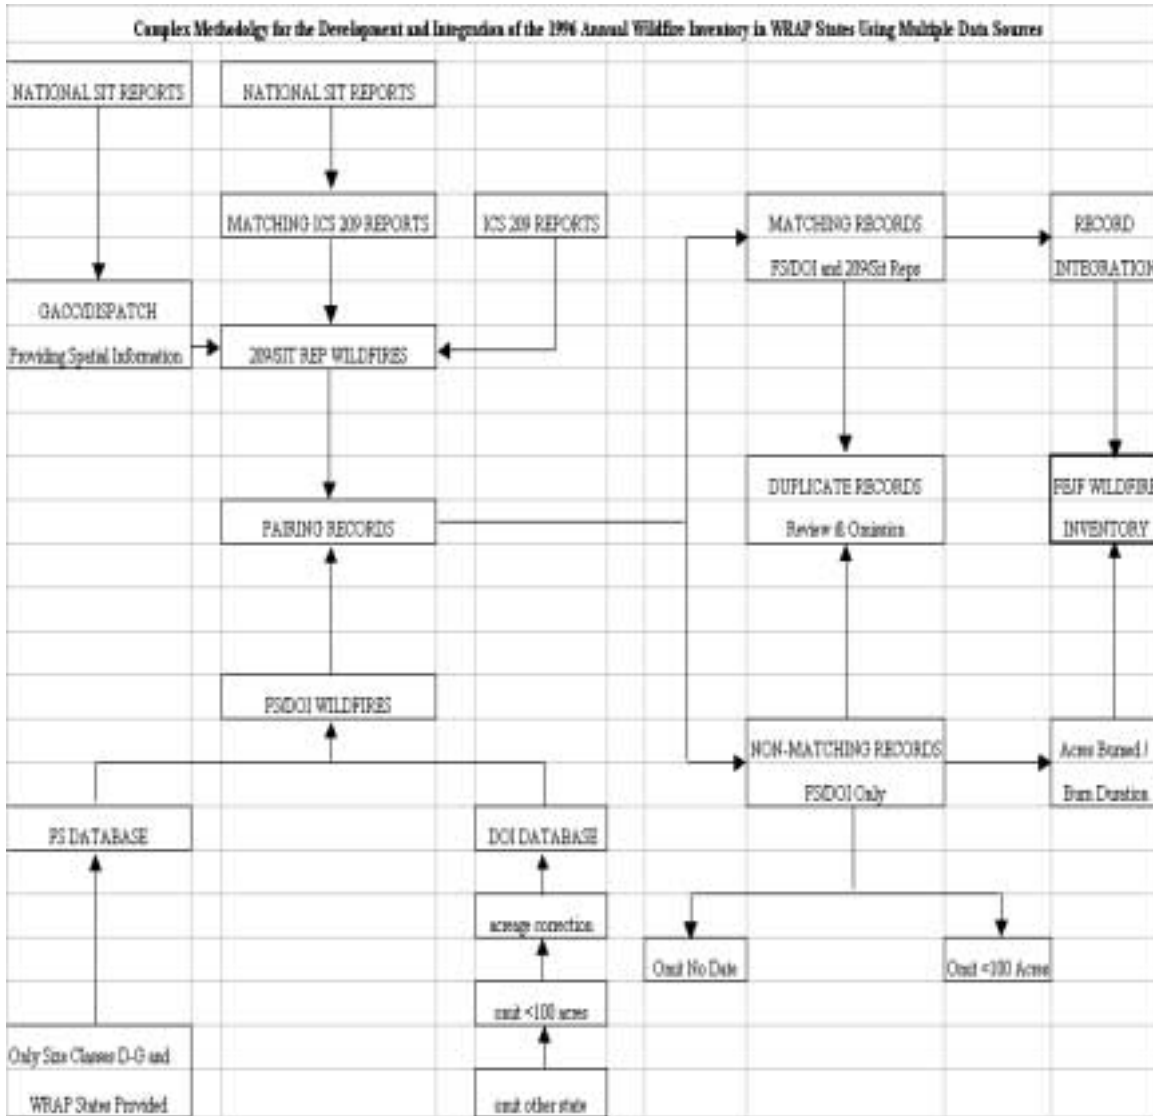 Complex Methodolgy for the Development and Integration of the 1996 Annual Wildfire Inventory in WRAP States Using Multiple Data Sources
NATIONAL SIT REPORTS
NATIONAL SIT REPORTS
MATCHING ICS 209 REPORTS
ICS 209 REPORTS
MATCHING RECORDS
FS/DOI and 209/Sit Reps
RECORD
INTEGRATION
GACC/DISPATCH
Providing Spatial Information
209/SIT REP WILDFIRES
DUPLICATE RECORDS
Review & Omission
FEJF WILDFIRE
INVENTORY
PAIRING RECORDS
FS/DOI WILDFIRES
NON-MATCHING RECORDS
FS/DOI Only
Acres Burned /
Burn Duration
FS DATABASE
DOI DATABASE
acreage correction
Omit No Date
Omit <100 Acres
omit <100 acres
Only Size Classes D-G and
WRAP States Provided
omit other state